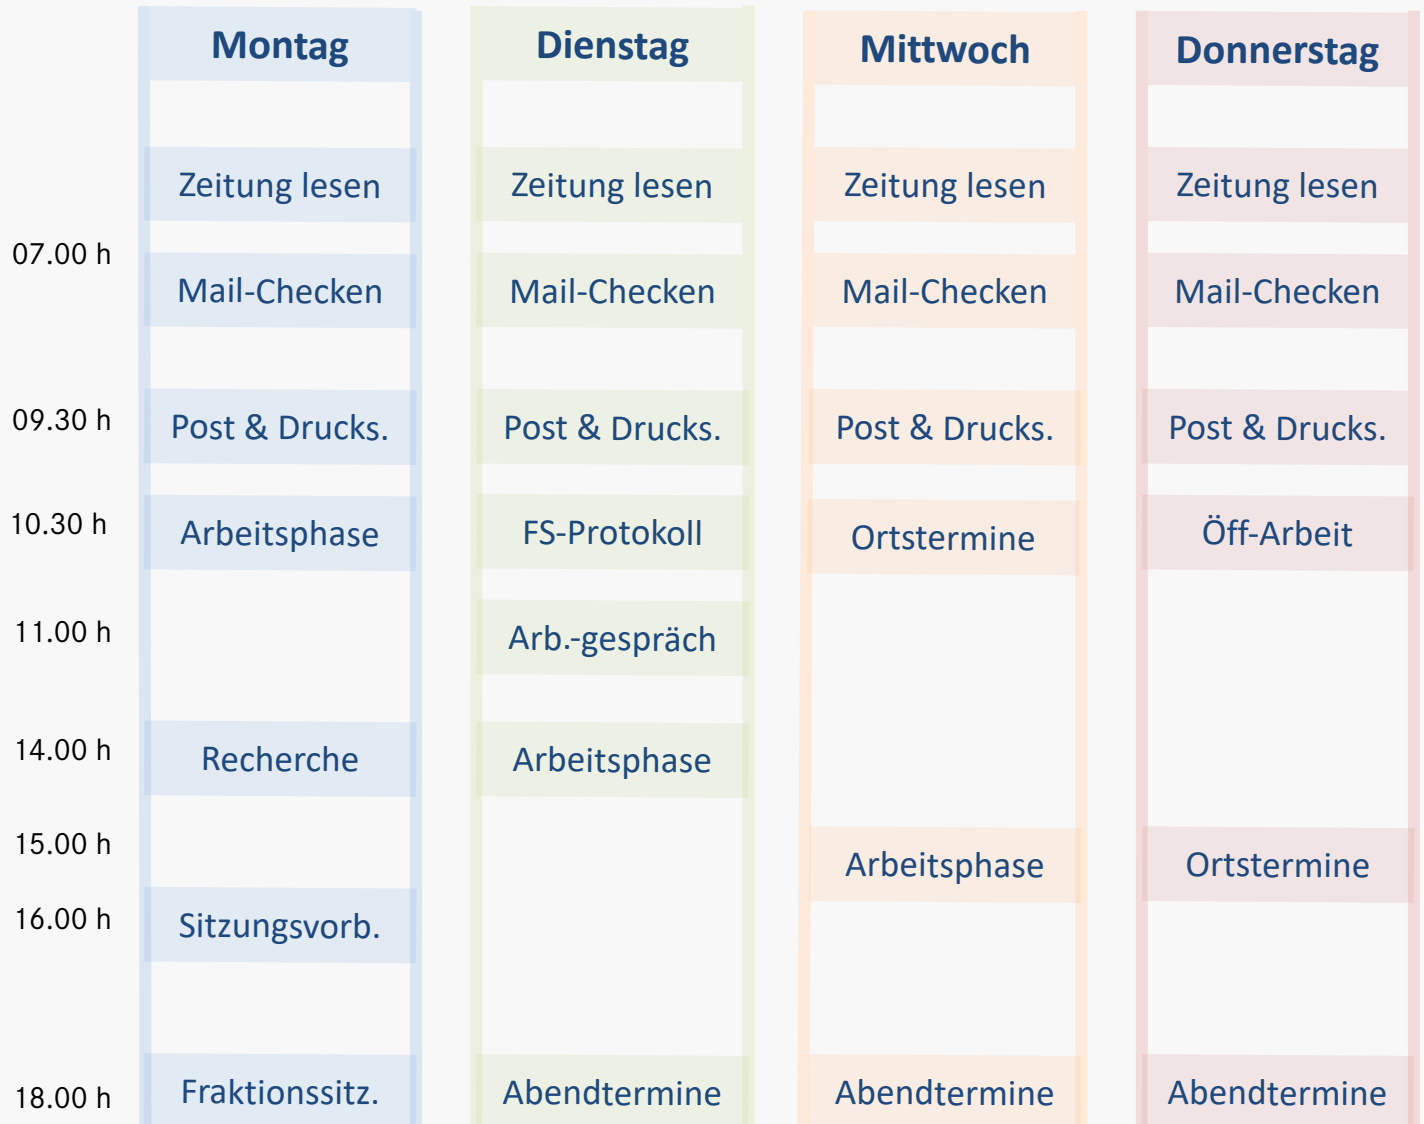 Montag Dienstag Mittwoch Donnerstag
Zeitung lesen Zeitung lesen Zeitung lesen Zeitung lesen
07.00 h
Mail-Checken Mail-Checken Mail-Checken Mail-Checken
09.30 h Post & Drucks. Post & Drucks. Post & Drucks. Post & Drucks.
10.30 h Arbeitsphase FS-Protokoll Ortstermine Öff-Arbeit
11.00 h Arb.-gespräch
14.00 h Recherche Arbeitsphase
15.00 h Arbeitsphase Ortstermine
16.00 h Sitzungsvorb.
18.00 h Fraktionssitz. Abendtermine Abendtermine Abendtermine